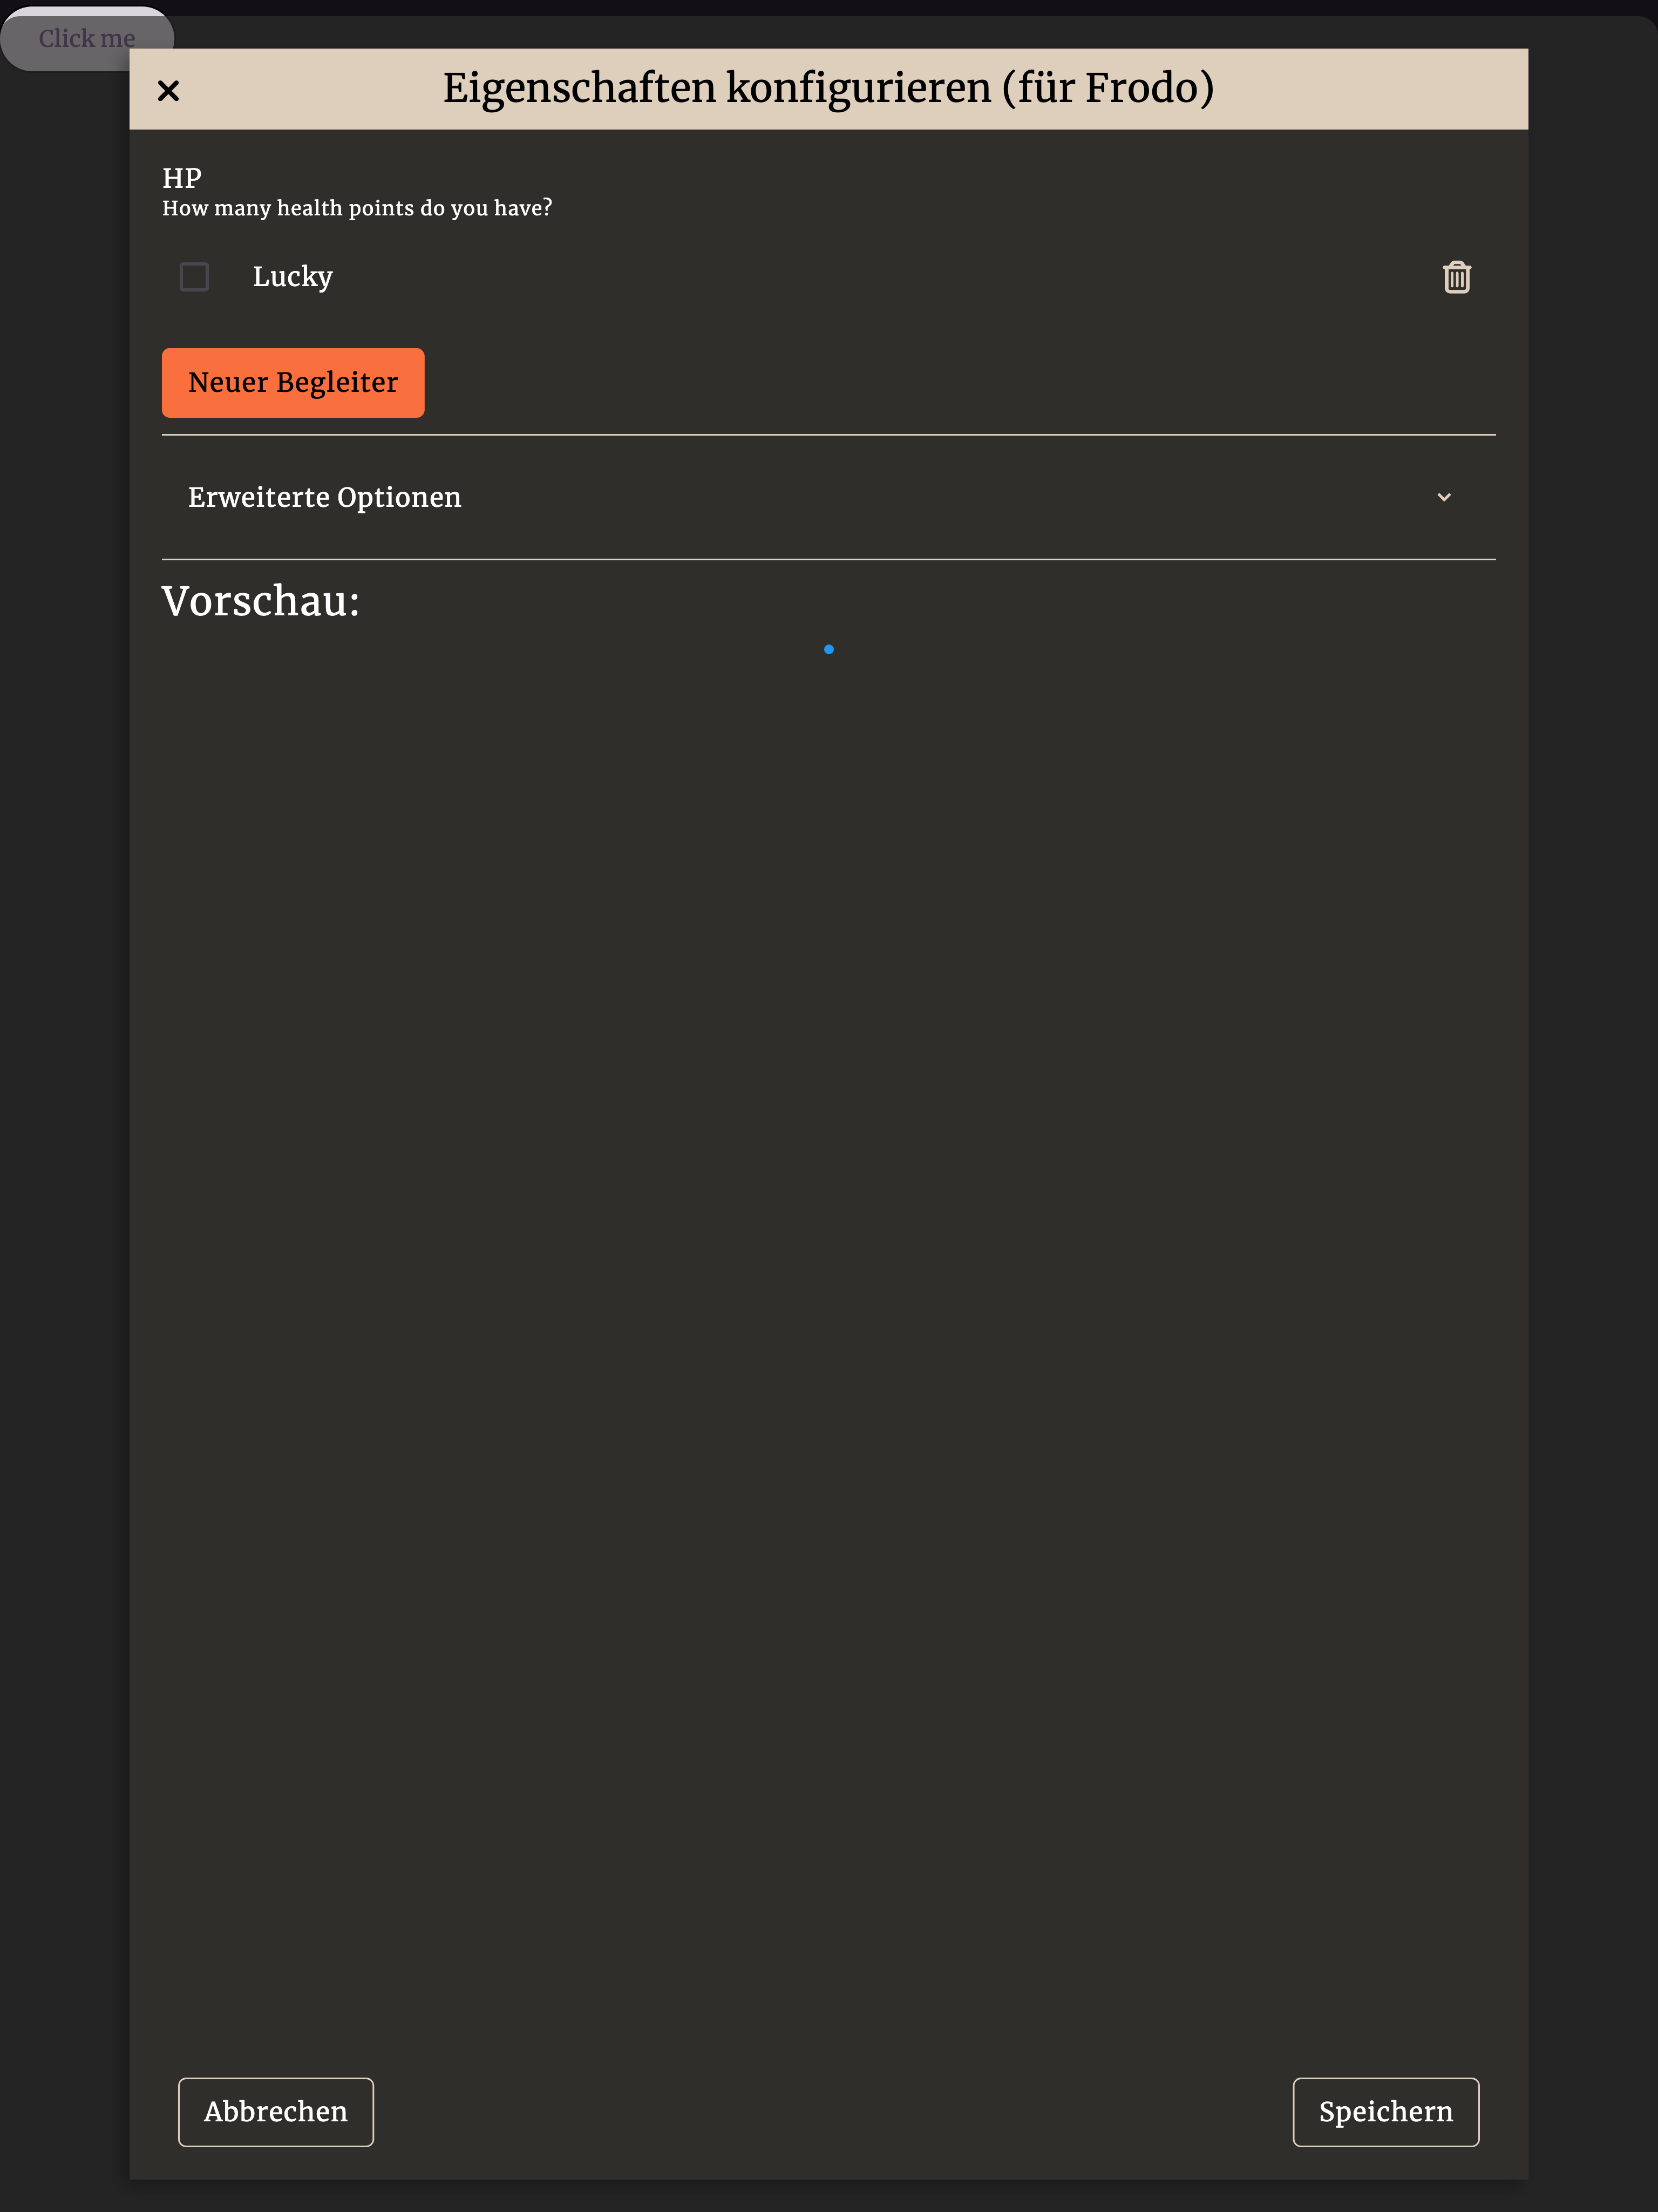 Click me
Eigenschaften konfigurieren (für Frodo)
HP
How many health points do you have?
Lucky
Neuer Begleiter
Erweiterte Optionen
Vorschau:
Abbrechen
Speichern